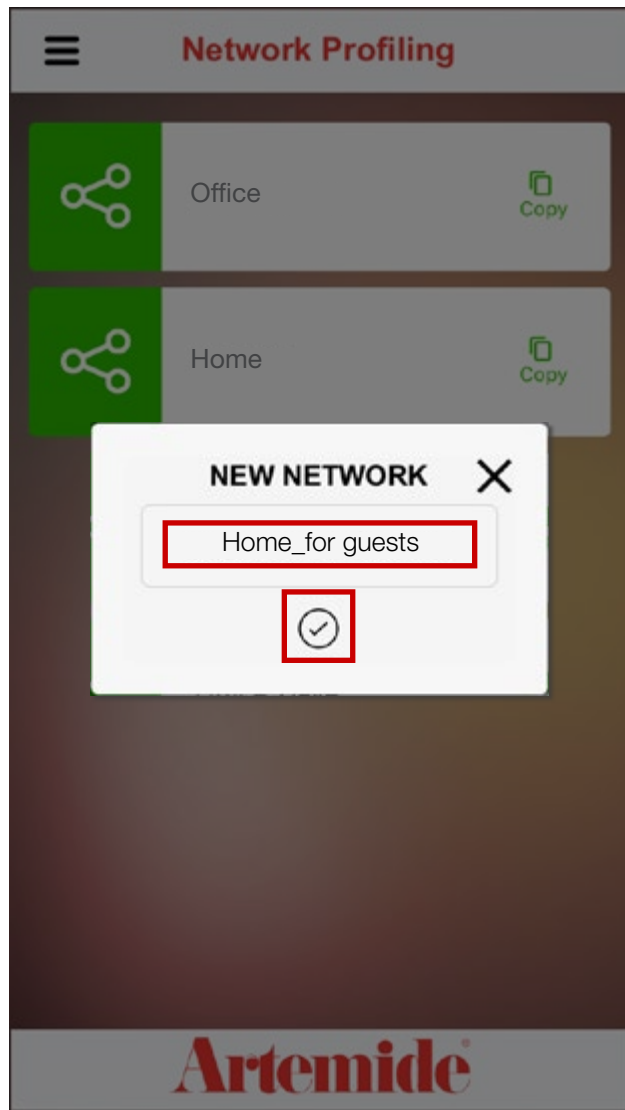 Network Profiling
Office
Copy
Home
Copy
NEW NETWORK
Home_for guests
Artemide